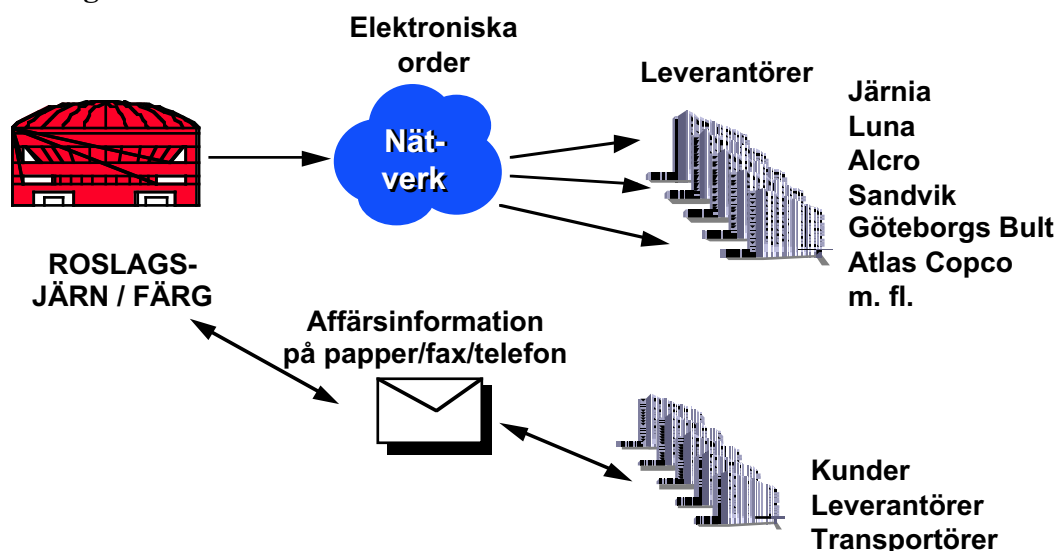 Elektroniska
order
Leverantörer
Järnia
Luna
Alcro
Sandvik
Göteborgs Bult
Atlas Copco
m. fl.
Nät-
verk
ROSLAGS-
JÄRN / FÄRG
Affärsinformation
på papper/fax/telefon
Kunder
Leverantörer
Transportörer